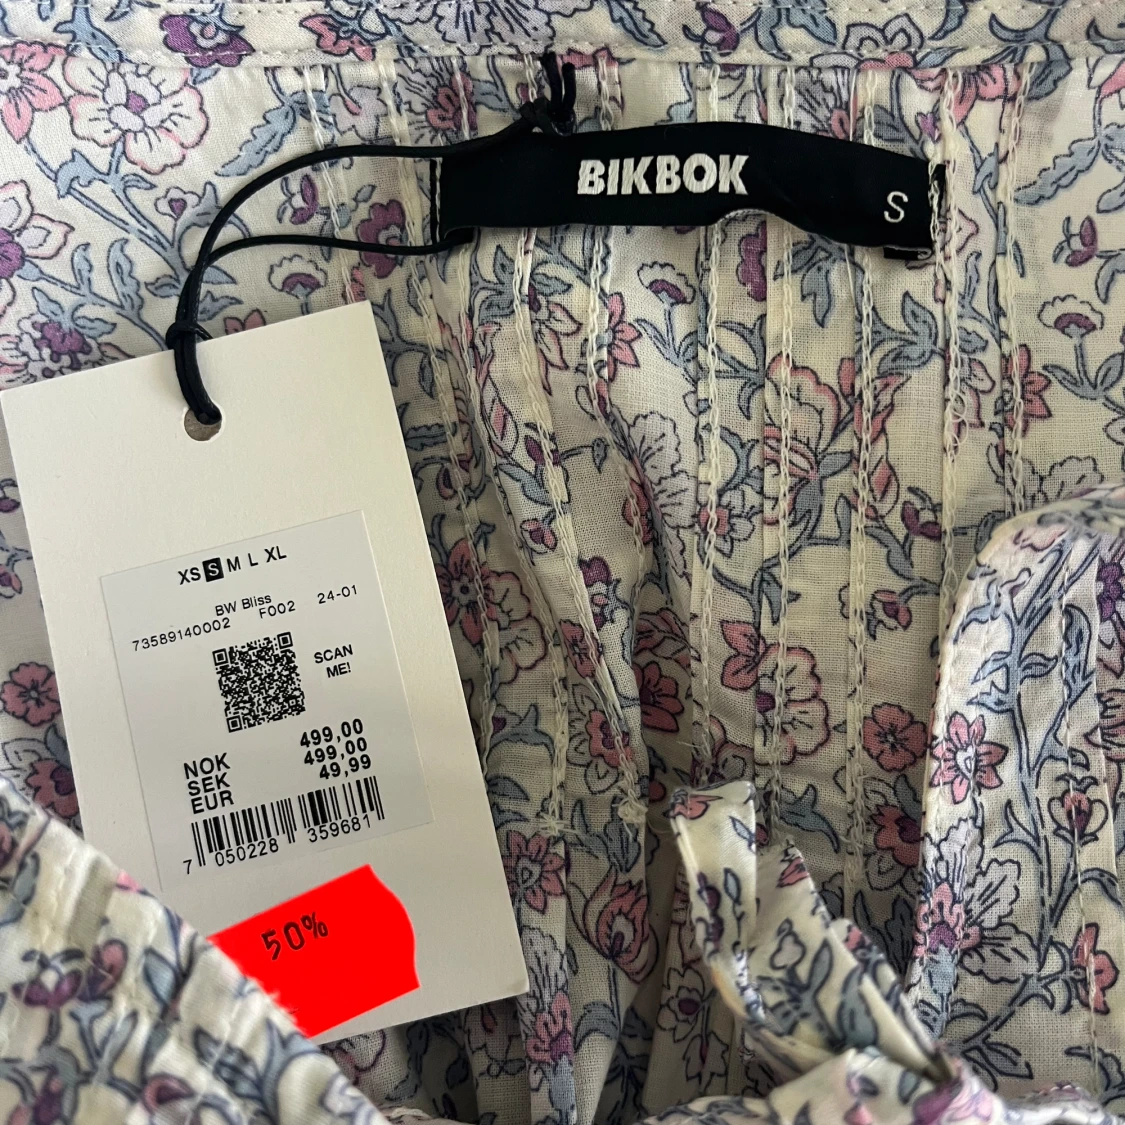 BIKBOK
S
XS S M L XL
BW Bliss
73589140002 F002 24-01
SCAN
ME!
NOK 499,00
SEK 499,00
EUR 49,99
7 050228 359681
50%